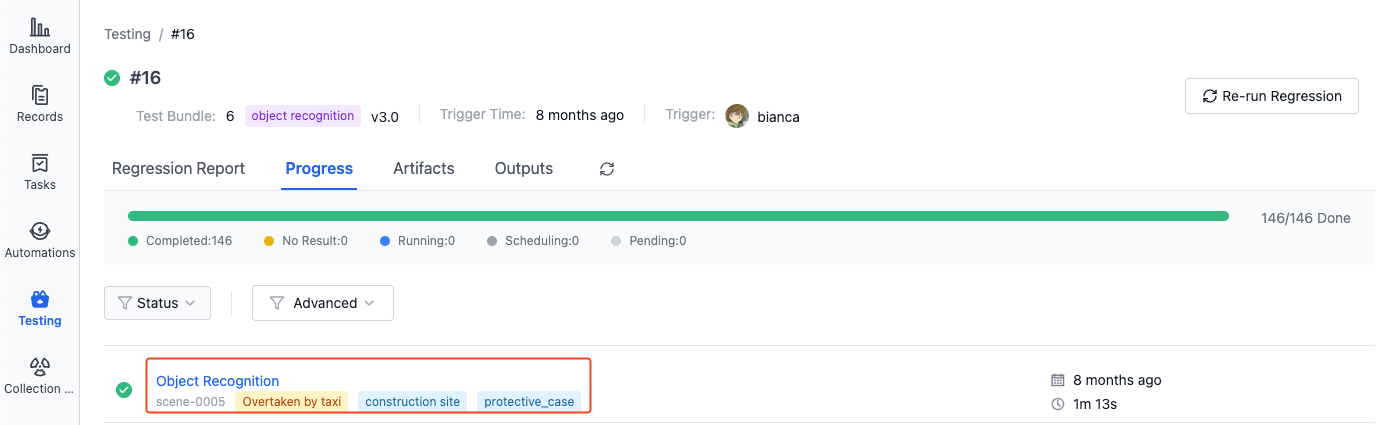 Dashboard
Records
Tasks
Automations
Testing
Collection ...
Testing / #16
#16
Test Bundle: 6 object recognition v3.0 Trigger Time: 8 months ago Trigger: bianca
Re-run Regression
Regression Report Progress Artifacts Outputs
146/146 Done
Completed:146 No Result:0 Running:0 Scheduling:0 Pending:0
Status Advanced
Object Recognition
scene-0005 Overtaken by taxi construction site protective_case
8 months ago
1m 13s